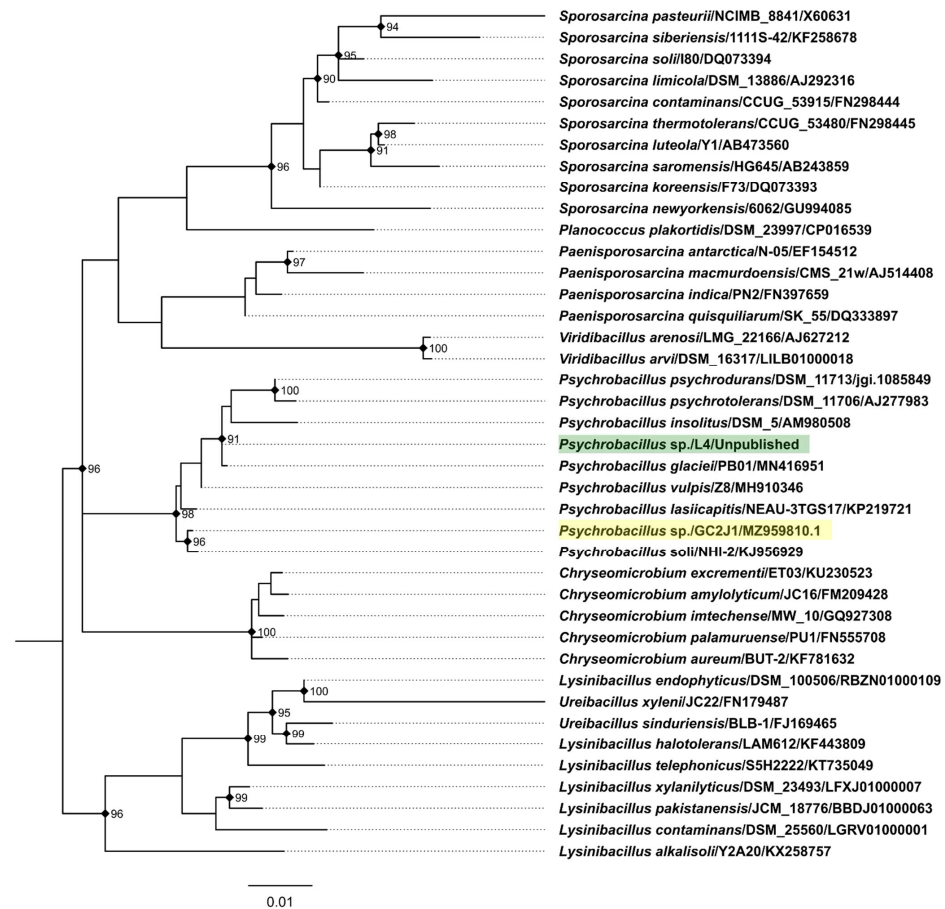 Sporosarcina pasteurii/NCIMB_8841/X60631
94
Sporosarcina siberiensis/1111S-42/KF258678
95
Sporosarcina soli/I80/DQ073394
90
Sporosarcina limicola/DSM_13886/AJ292316
Sporosarcina contaminans/CCUG_53915/FN298444
Sporosarcina thermotolerans/CCUG_53480/FN298445
98
Sporosarcina luteola/Y1/AB473560
91
96
Sporosarcina saromensis/HG645/AB243859
Sporosarcina koreensis/F73/DQ073393
Sporosarcina newyorkensis/6062/GU994085
Planococcus plakortidis/DSM_23997/CP016539
Paenisporosarcina antarctica/N-05/EF154512
97
Paenisporosarcina macmurdoensis/CMS_21w/AJ514408
Paenisporosarcina indica/PN2/FN397659
Paenisporosarcina quisquiliarum/SK_55/DQ333897
Viridibacillus arenosi/LMG_22166/AJ627212
100
Viridibacillus arvi/DSM_16317/LILB01000018
Psychrobacillus psychrodurans/DSM_11713/jgi.1085849
100
Psychrobacillus psychrotolerans/DSM_11706/AJ277983
Psychrobacillus insolitus/DSM_5/AM980508
91
Psychrobacillus sp./L4/Unpublished
96
Psychrobacillus glaciei/PB01/MN416951
Psychrobacillus vulpis/Z8/MH910346
98
Psychrobacillus lasiicapitis/NEAU-3TGS17/KP219721
Psychrobacillus sp./GC2J1/MZ959810.1
96
Psychrobacillus soli/NHI-2/KJ956929
Chryseomicrobium excrementi/ET03/KU230523
Chryseomicrobium amylolyticum/JC16/FM209428
Chryseomicrobium imtechense/MW_10/GQ927308
100
Chryseomicrobium palamuruense/PU1/FN555708
Chryseomicrobium aureum/BUT-2/KF781632
Lysinibacillus endophyticus/DSM_100506/RBZN01000109
100
Ureibacillus xyleni/JC22/FN179487
95
Ureibacillus sinduriensis/BLB-1/FJ169465
99
99
Lysinibacillus halotolerans/LAM612/KF443809
Lysinibacillus telephonicus/S5H2222/KT735049
Lysinibacillus xylanilyticus/DSM_23493/LFXJ01000007
99
Lysinibacillus pakistanensis/JCM_18776/BBDJ01000063
96
Lysinibacillus contaminans/DSM_25560/LGRV01000001
Lysinibacillus alkalisoli/Y2A20/KX258757
0.01